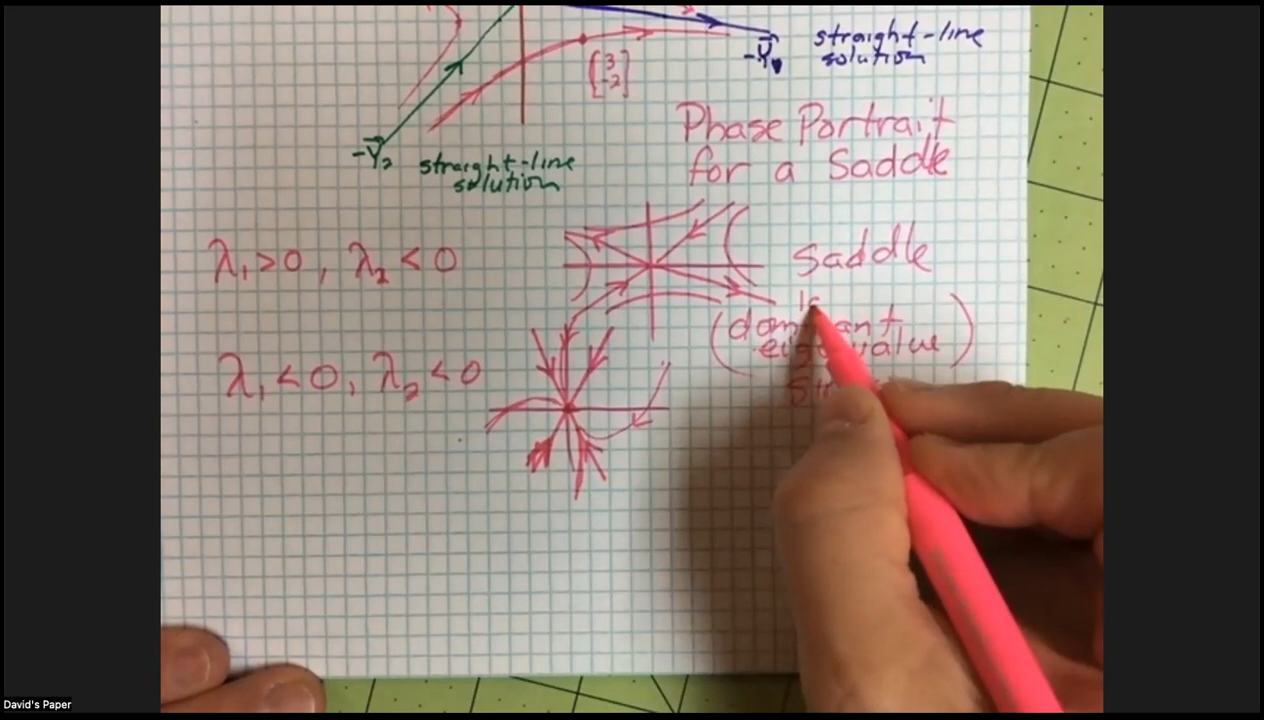 straight-line
solution
[3
-2]
Phase Portrait
for a Saddle
straight-line
solution
-Y₂
λ₁>0, λ₂<0
Saddle
λ₁<0, λ₂<0
David's Paper